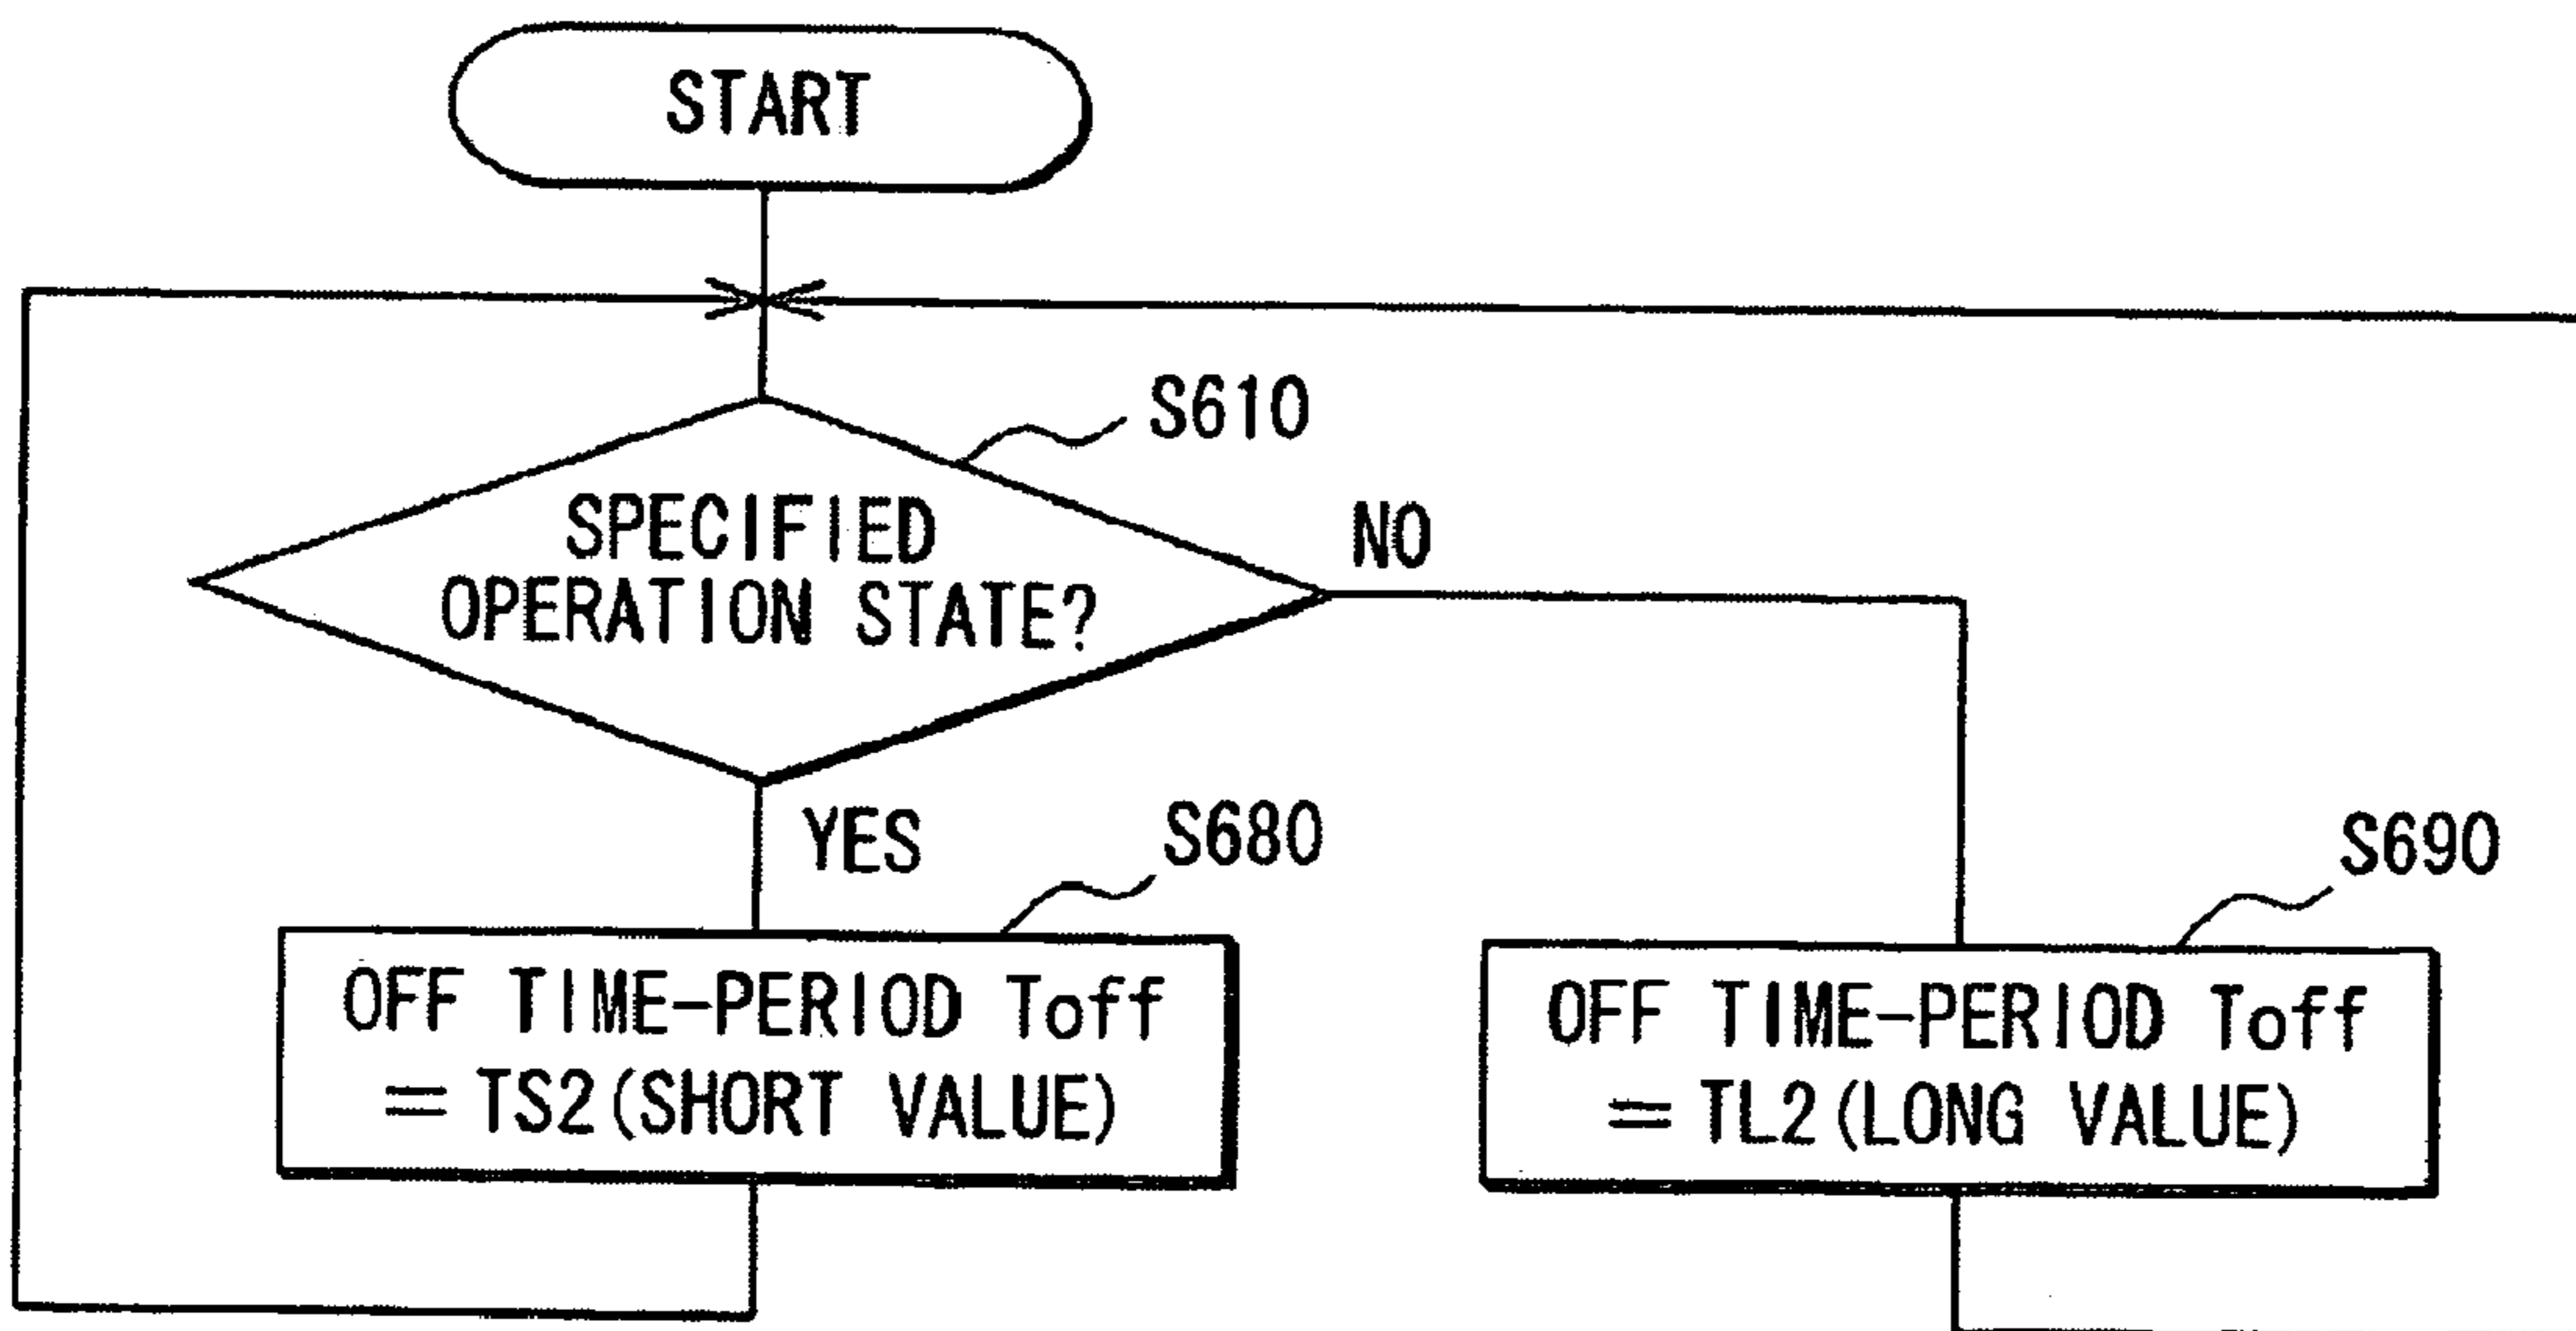 START
S610
SPECIFIED
OPERATION STATE?
NO
YES
S680
OFF TIME-PERIOD Toff
= TS2(SHORT VALUE)
S690
OFF TIME-PERIOD Toff
= TL2(LONG VALUE)